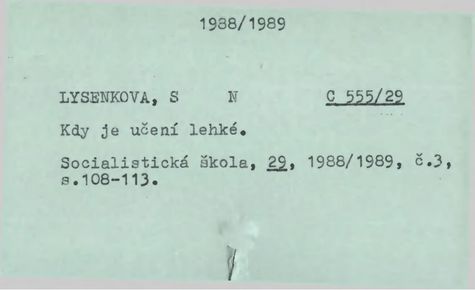 1988/1989
LYSENKOVA, S N C 555/29
Kdy je učení lehké.
Socialistická škola, 29, 1988/1989, č.3,
s.108-113.